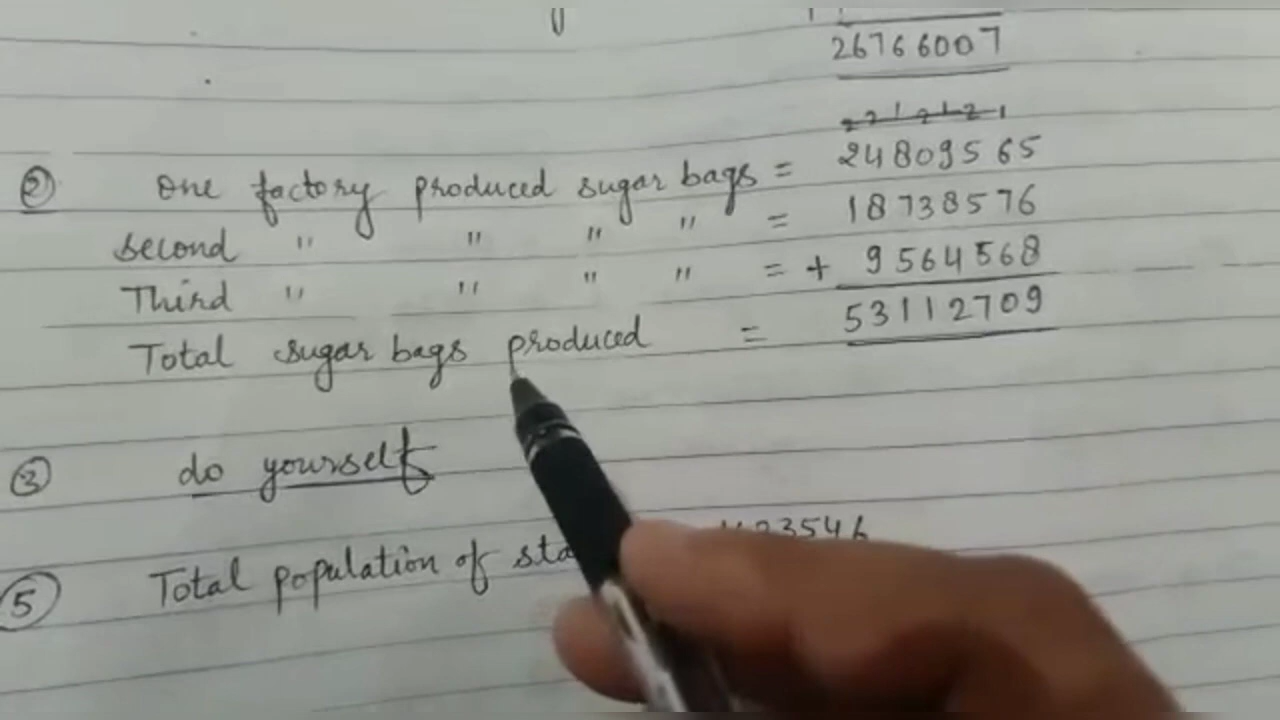 26766007
2 2 1 2 1 2 1
② One factory produced sugar bags = 24809565
Second " " " " = 18738576
Third " " " " = + 9564568
Total sugar bags produced = 53112709
③ do yourself
⑤ Total population of